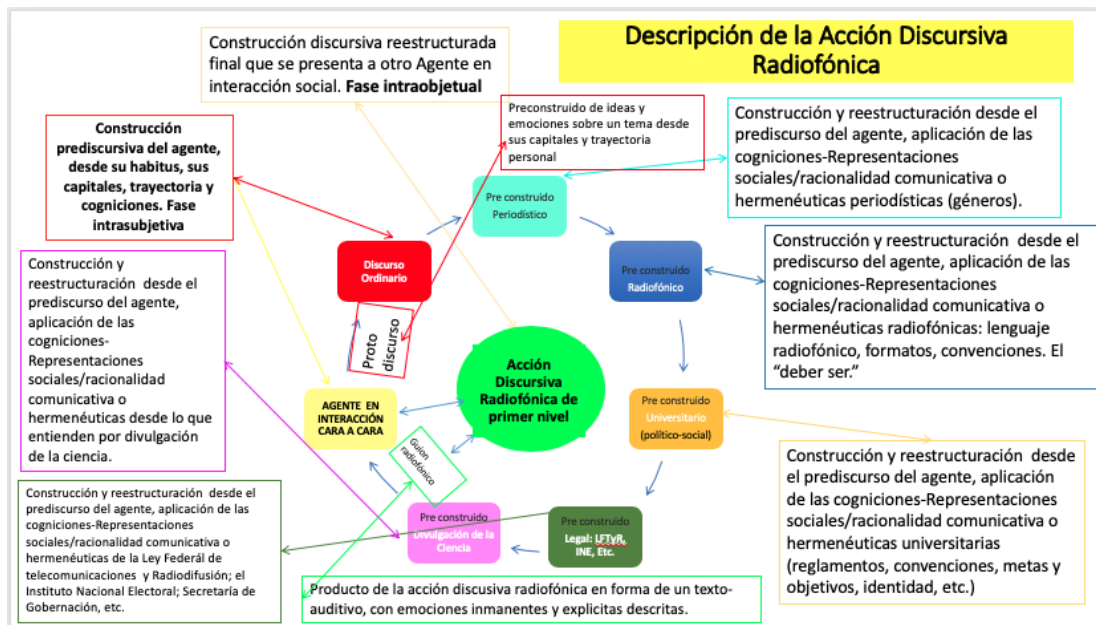 Descripción de la Acción Discursiva
Radiofónica
Construcción discursiva reestructurada
final que se presenta a otro Agente en
interacción social. Fase intraobjetual
Preconstruido de ideas y
emociones sobre un tema desde
sus capitales y trayectoria
personal
Construcción y reestructuración desde el
prediscurso del agente, aplicación de las
cogniciones-Representaciones
sociales/racionalidad comunicativa o
hermenéuticas periodísticas (géneros).
Construcción
prediscursiva del agente,
desde su habitus, sus
capitales, trayectoria y
cogniciones. Fase
intrasubjetiva
Pre construido
Periodístico
Discurso
Ordinario
Pre construido
Radiofónico
Construcción y reestructuración desde el
prediscurso del agente, aplicación de las
cogniciones-Representaciones
sociales/racionalidad comunicativa o
hermenéuticas radiofónicas: lenguaje
radiofónico, formatos, convenciones. El
“deber ser.”
Construcción y
reestructuración desde el
prediscurso del agente,
aplicación de las
cogniciones-
Representaciones
sociales/racionalidad
comunicativa o
hermenéuticas desde lo que
entienden por divulgación
de la ciencia.
Proto
discurso
Acción
Discursiva
Radiofónica de
primer nivel
AGENTE EN
INTERACCIÓN
CARA A CARA
Pre construido
Universitario
(político-social)
Guion
radiofónico
Construcción y reestructuración desde
el prediscurso del agente, aplicación
de las cogniciones-Representaciones
sociales/racionalidad comunicativa o
hermenéuticas universitarias
(reglamentos, convenciones, metas y
objetivos, identidad, etc.)
Construcción y reestructuración desde el
prediscurso del agente, aplicación de las
cogniciones-Representaciones
sociales/racionalidad comunicativa o
hermenéuticas de la Ley Federál de
telecomunicaciones y Radiodifusión; el
Instituto Nacional Electoral; Secretaría de
Gobernación, etc.
Pre construido
Divulgación de la
Ciencia
Pre construido
Legal: LFTyR,
INE, Etc.
Producto de la acción discusiva radiofónica en forma de un texto-
auditivo, con emociones inmanentes y explicitas descritas.